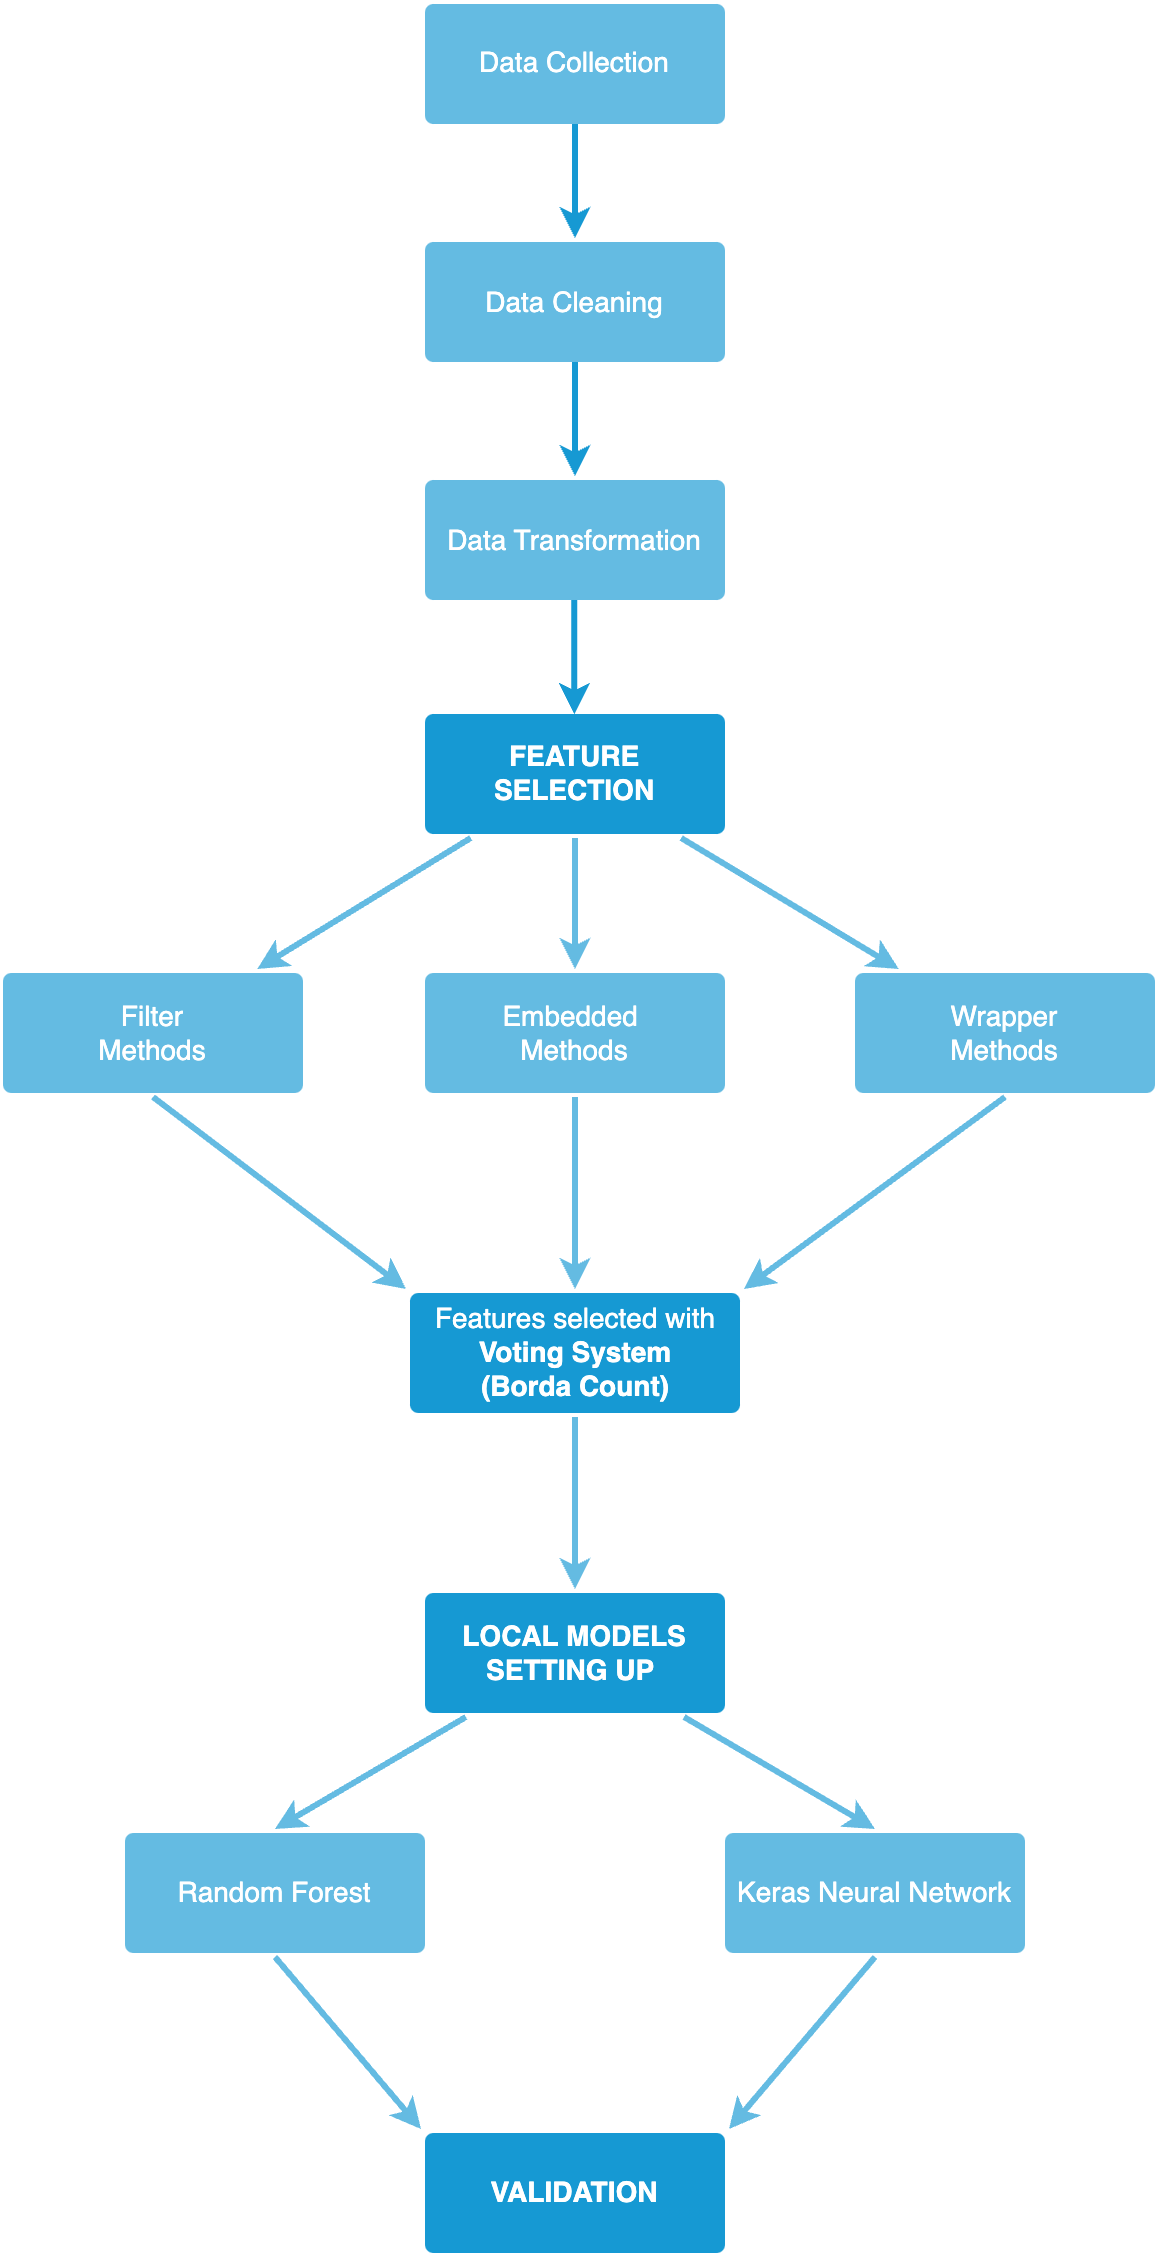 Data Collection
Data Cleaning
Data Transformation
FEATURE
SELECTION
Filter
Methods
Embedded
Methods
Wrapper
Methods
Features selected with
Voting System
(Borda Count)
LOCAL MODELS
SETTING UP
Random Forest
Keras Neural Network
VALIDATION